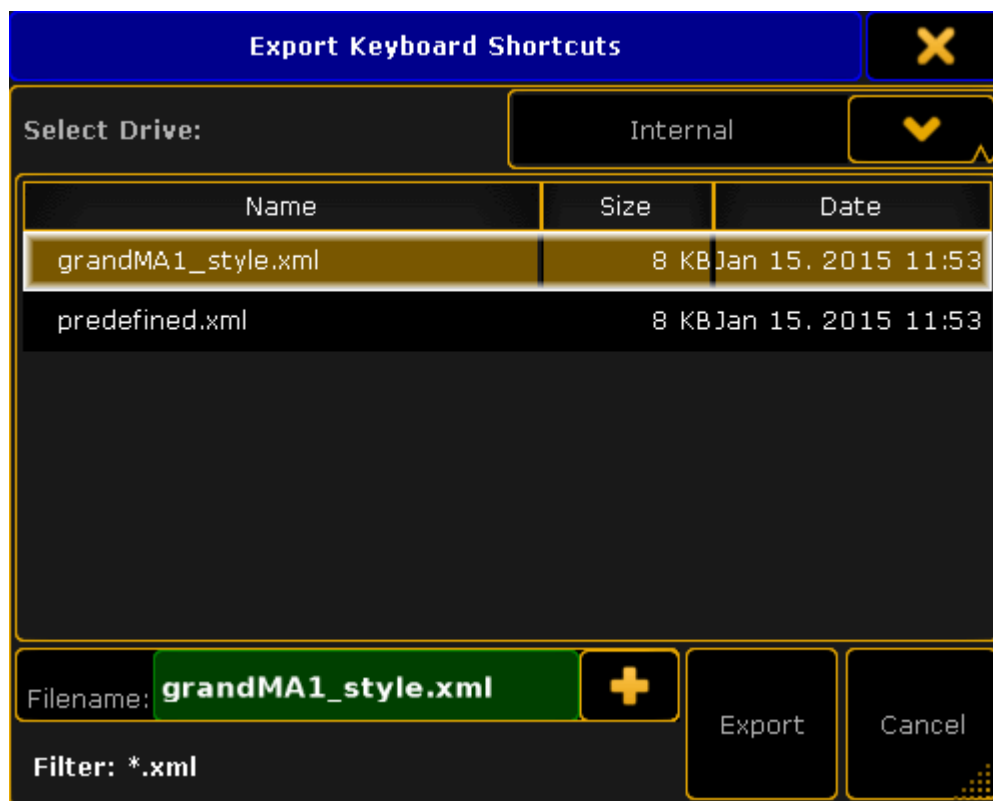 Export Keyboard Shortcuts
Select Drive: Internal
Name Size Date
grandMA1_style.xml 8 KB Jan 15. 2015 11:53
predefined.xml 8 KB Jan 15. 2015 11:53
Filename: grandMA1_style.xml
Export Cancel
Filter: *.xml